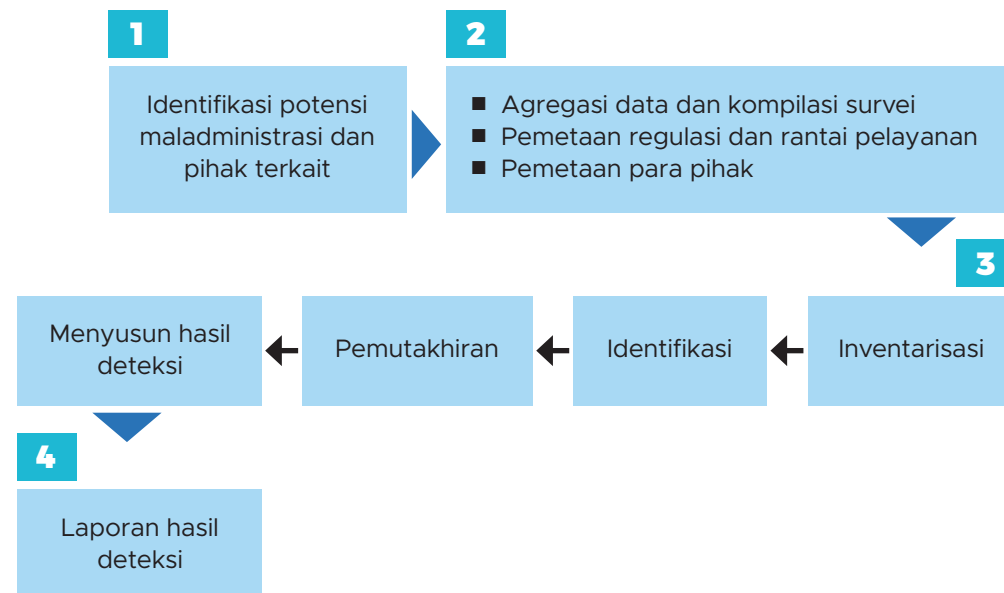 1
Identifikasi potensi
maladministrasi dan
pihak terkait
2
■ Agregasi data dan kompilasi survei
■ Pemetaan regulasi dan rantai pelayanan
■ Pemetaan para pihak
3
Inventarisasi
Identifikasi
Pemutakhiran
Menyusun hasil
deteksi
4
Laporan hasil
deteksi